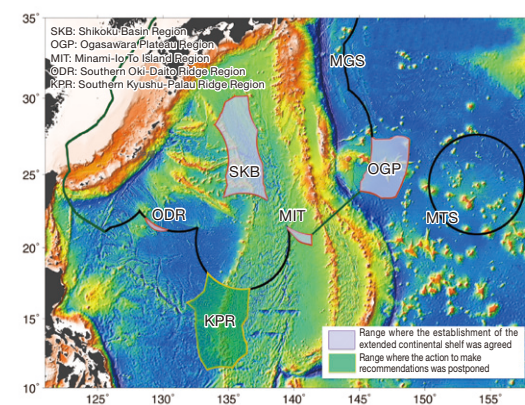 SKB: Shikoku Basin Region
OGP: Ogasawara Plateau Region
MIT: Minami-Io To Island Region
ODR: Southern Oki-Daito Ridge Region
KPR: Southern Kyushu-Palau Ridge Region
MGS
SKB
OGP
ODR
MIT
MTS
KPR
Range where the establishment of the
extended continental shelf was agreed
Range where the action to make
recommendations was postponed
35°
30°
25°
20°
15°
10°
125° 130° 135° 140° 145° 150° 155°